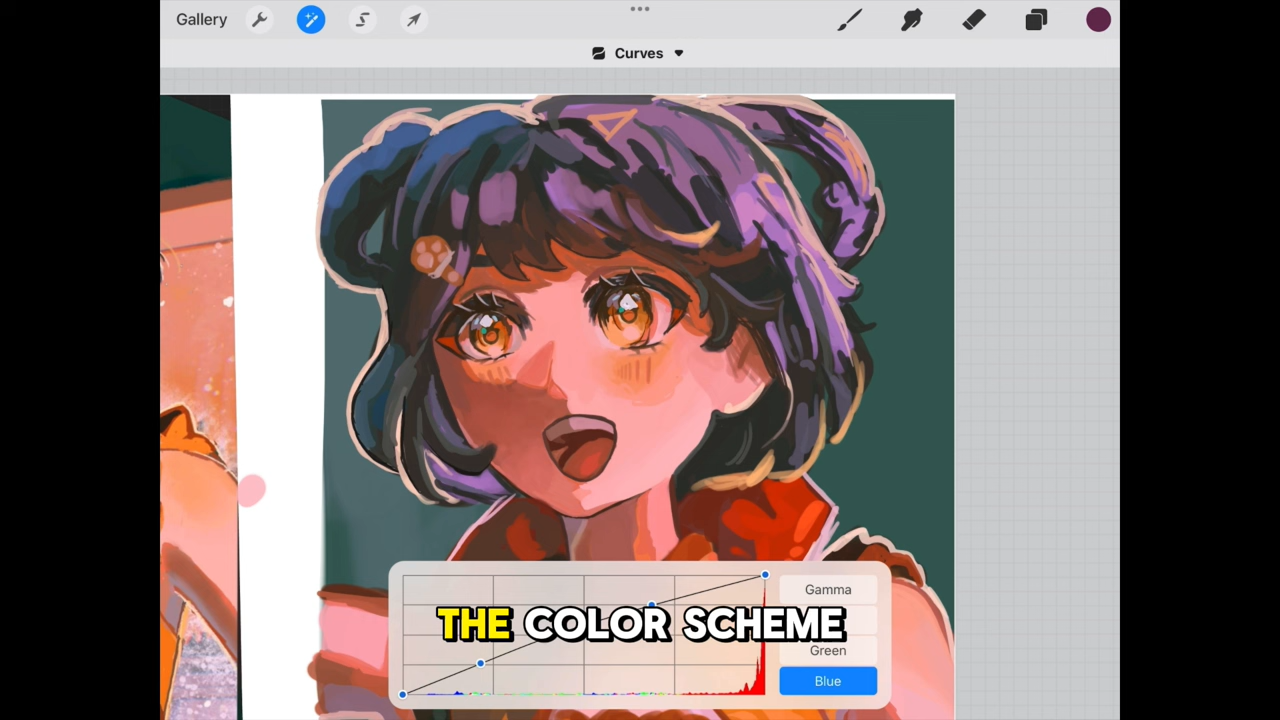 Gallery
Curves
Gamma
THE COLOR SCHEME
Green
Blue